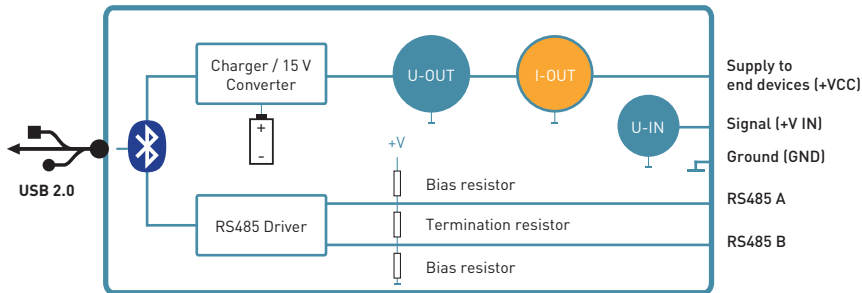 Charger / 15 V
Converter
+
-
U-OUT
I-OUT
Supply to
end devices (+VCC)
U-IN
Signal (+V IN)
Ground (GND)
USB 2.0
+V
Bias resistor
RS485 A
RS485 Driver
Termination resistor
RS485 B
Bias resistor